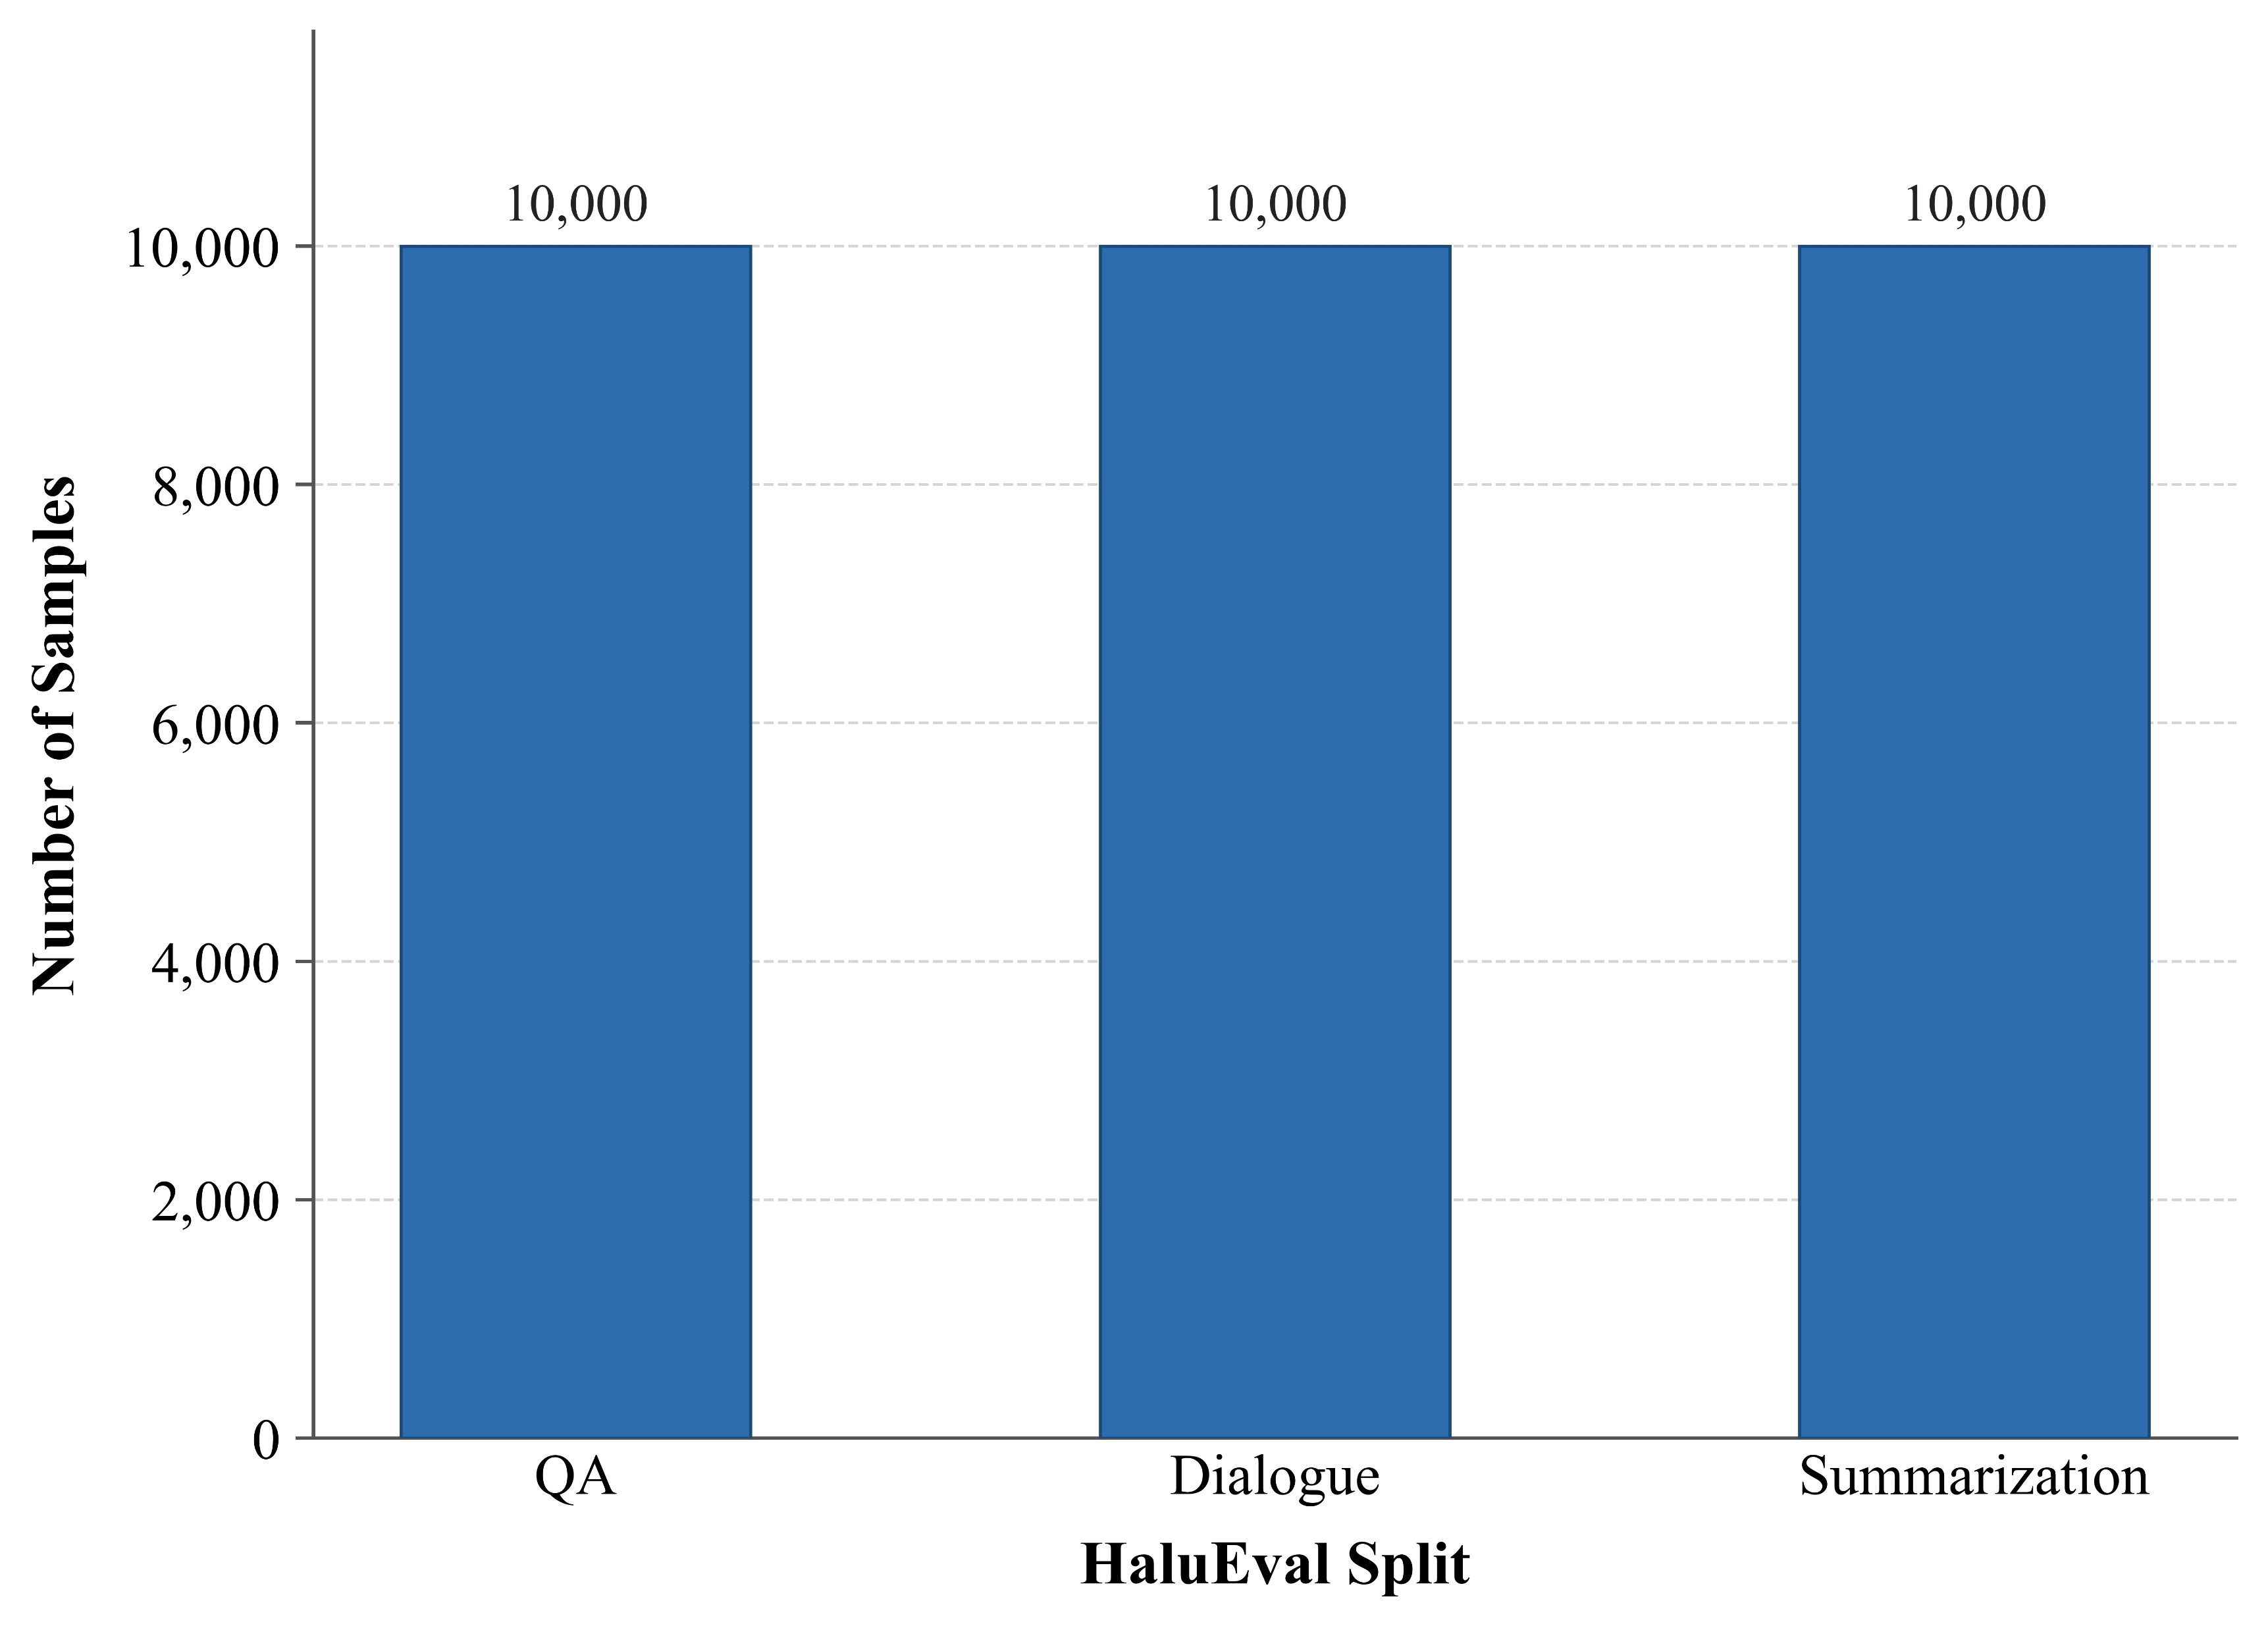 10,000 10,000 10,000
10,000
8,000
6,000
4,000
2,000
0
Number of Samples
QA Dialogue Summarization
HaluEval Split